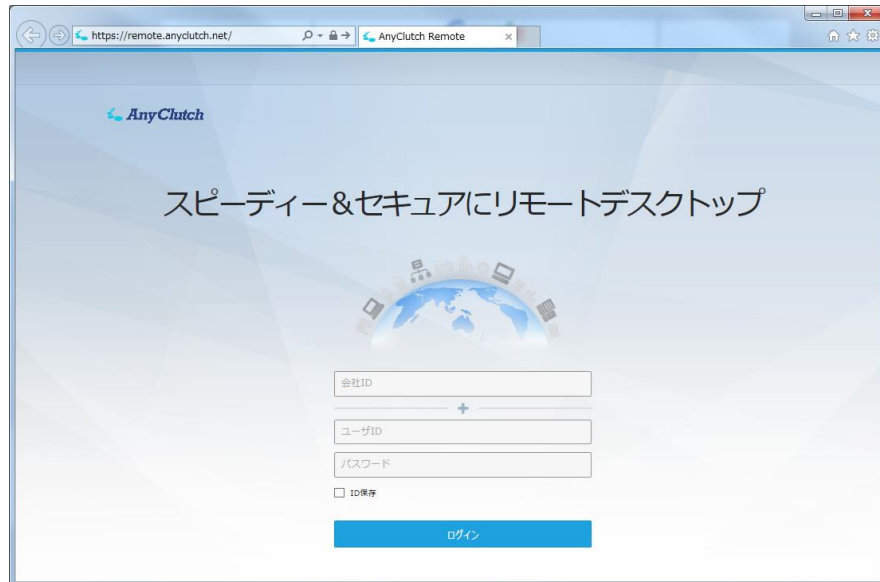 https://remote.anyclutch.net/
AnyClutch Remote
AnyClutch
スピーディー&セキュアにリモートデスクトップ
会社ID
ユーザID
パスワード
ID保存
ログイン